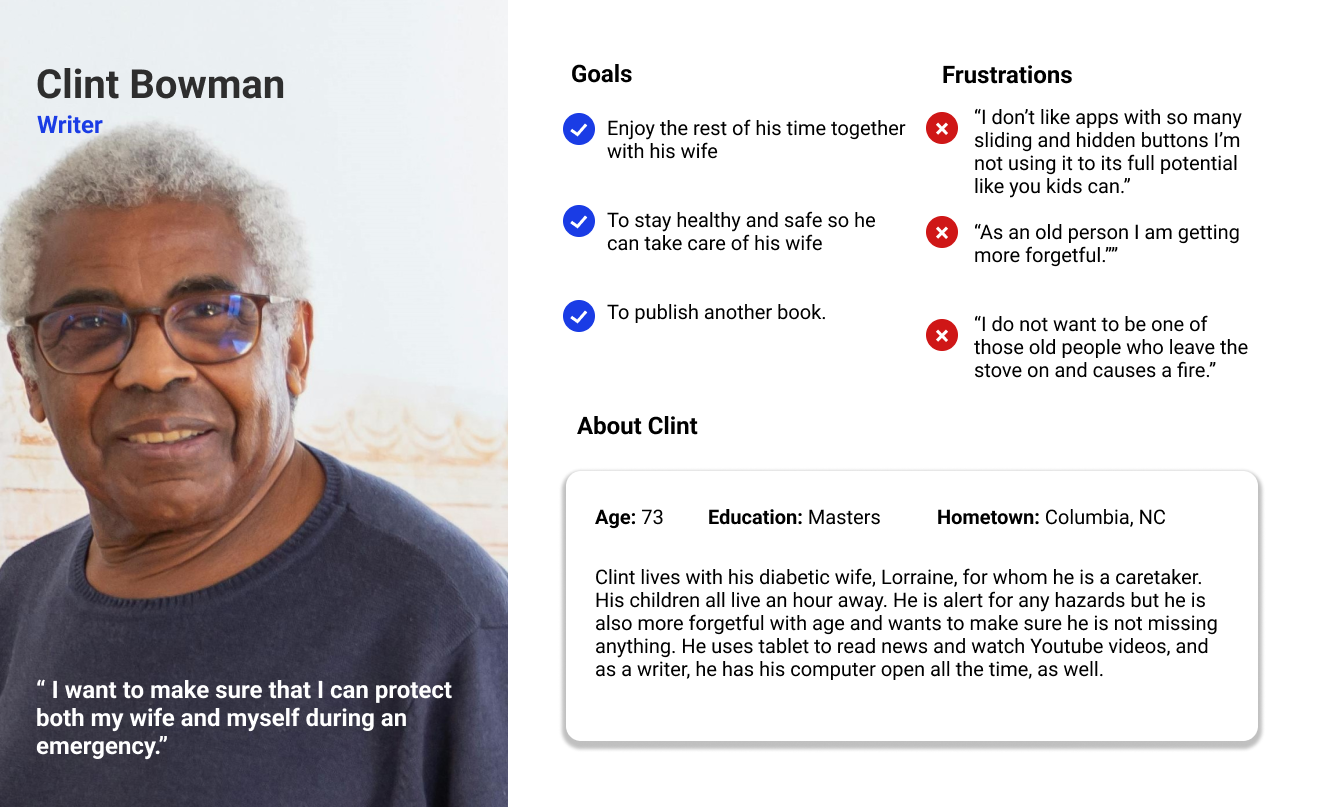 Clint Bowman
Writer
“ I want to make sure that I can protect
both my wife and myself during an
emergency.”
Goals
Enjoy the rest of his time together
with his wife
To stay healthy and safe so he
can take care of his wife
To publish another book.
Frustrations
“I don’t like apps with so many
sliding and hidden buttons I’m
not using it to its full potential
like you kids can.”
“As an old person I am getting
more forgetful.””
“I do not want to be one of
those old people who leave the
stove on and causes a fire.”
About Clint
Age: 73 Education: Masters Hometown: Columbia, NC
Clint lives with his diabetic wife, Lorraine, for whom he is a caretaker.
His children all live an hour away. He is alert for any hazards but he is
also more forgetful with age and wants to make sure he is not missing
anything. He uses tablet to read news and watch Youtube videos, and
as a writer, he has his computer open all the time, as well.